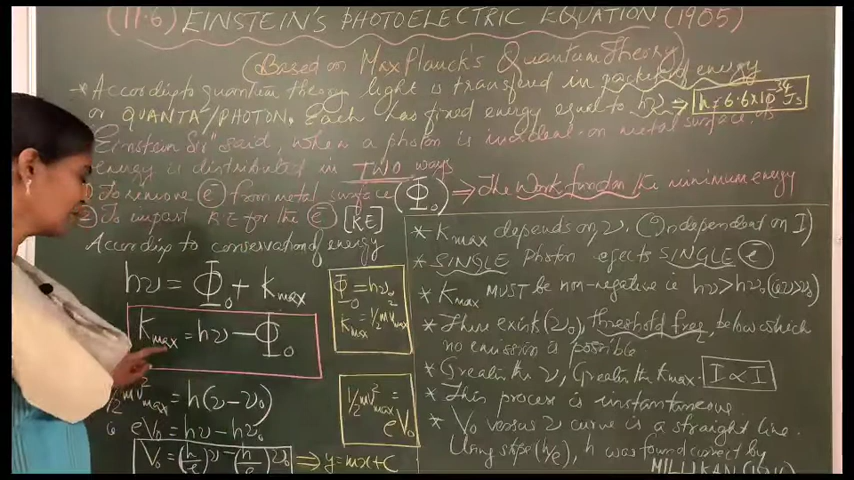 (11.6) EINSTEIN'S PHOTOELECTRIC EQUATION (1905)
(Based on Max Planck's Quantum Theory)
* According to quantum theory light is transferred in packets of energy
or QUANTA/PHOTON. Each has fixed energy equal to hν ⇒ h = 6.6×10⁻³⁴ Js
Einstein Sir" said, when a photon is incident on metal surface, its
energy is distributed in TWO ways
① To remove ⓔ from metal surface (Φ₀) ⇒ The work-function/the minimum energy
② To impart KE for the ⓔ [KE]
According to conservation of energy
hν = Φ₀ + Kmax
Kmax = hν − Φ₀
½mv²max = h(ν − ν₀)
eV₀ = hν − hν₀
V₀ = (h/e)ν − (h/e)ν₀ ⇒ y = mx + c
Φ₀ = hν₀
Kmax = ½mv²max
½mv²max =
eV₀
* Kmax depends on ν. (Independent on I)
* SINGLE photon ejects SINGLE ⓔ
* Kmax MUST be non-negative ie hν > hν₀ (ie ν > ν₀)
* There exist (ν₀), threshold freq, below which
no emission is possible
* Greater the ν, Greater the Kmax. I ∝ I
* This process is instantaneous
* V₀ versus ν curve is a straight line.
Using slope (h/e), h was found correct by
MILLIKAN